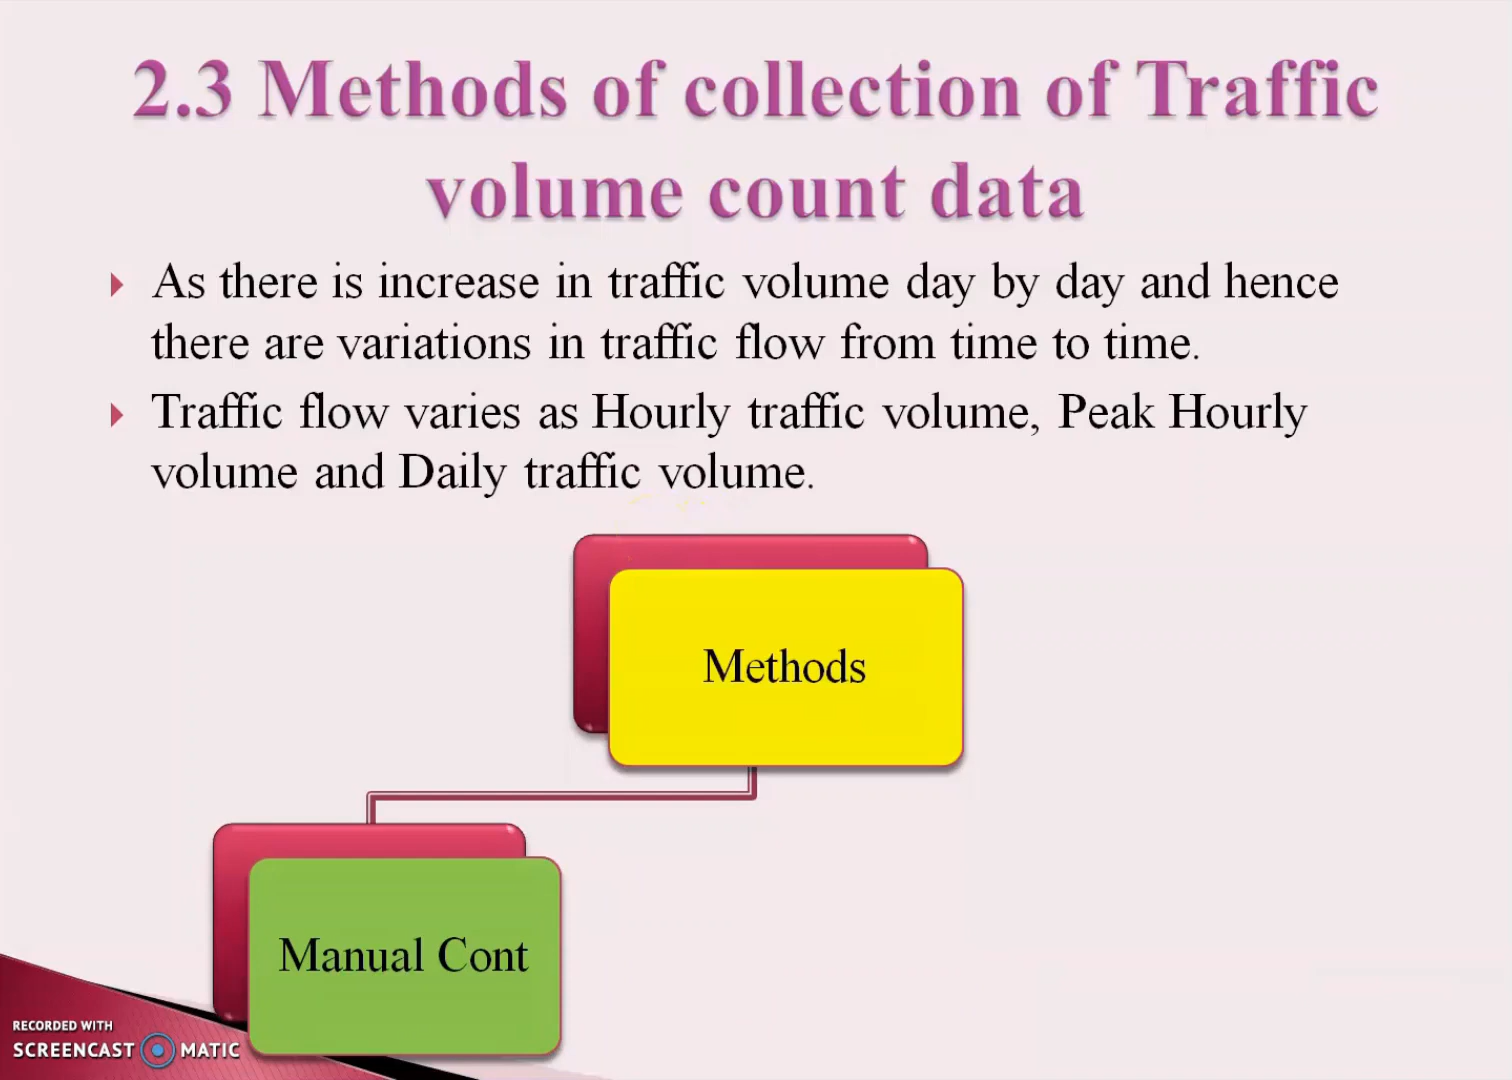 2.3 Methods of collection of Traffic
volume count data
As there is increase in traffic volume day by day and hence
there are variations in traffic flow from time to time.
Traffic flow varies as Hourly traffic volume, Peak Hourly
volume and Daily traffic volume.
Methods
Manual Cont
RECORDED WITH
SCREENCAST MATIC